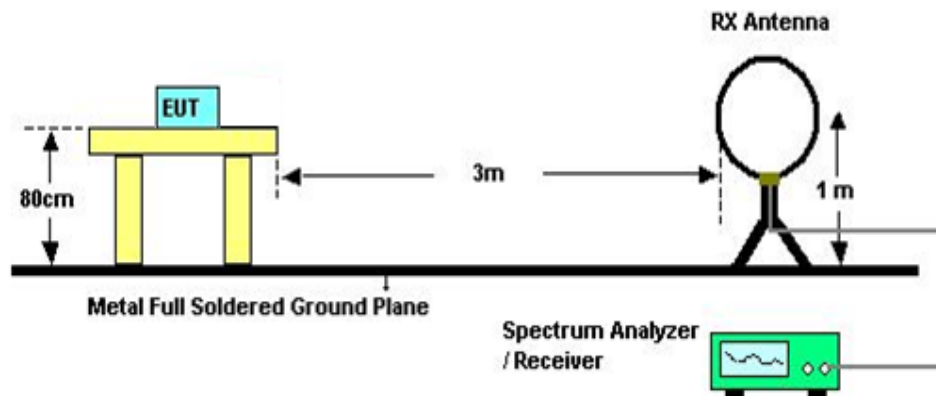 RX Antenna
EUT
3m
80cm
1 m
Metal Full Soldered Ground Plane
Spectrum Analyzer
/ Receiver